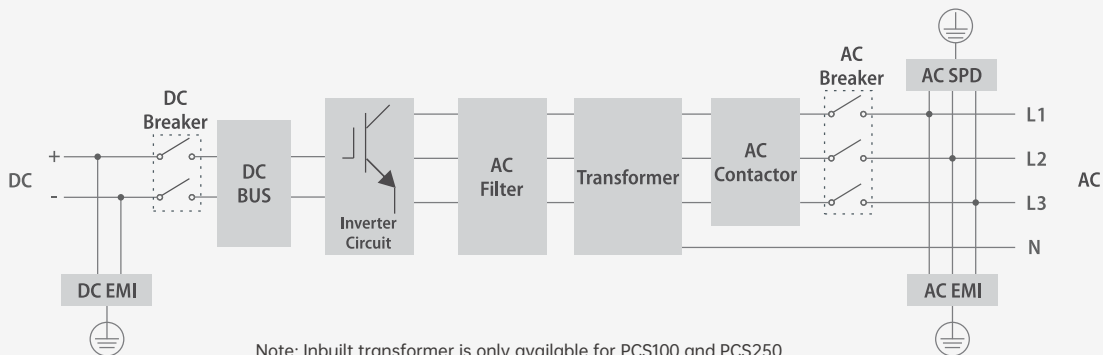 DC
+
-
DC
Breaker
DC
BUS
Inverter
Circuit
AC
Filter
Transformer
AC
Contactor
AC
Breaker
AC SPD
L1
L2
L3
N
AC
DC EMI
AC EMI
Note: Inbuilt transformer is only available for PCS100 and PCS250